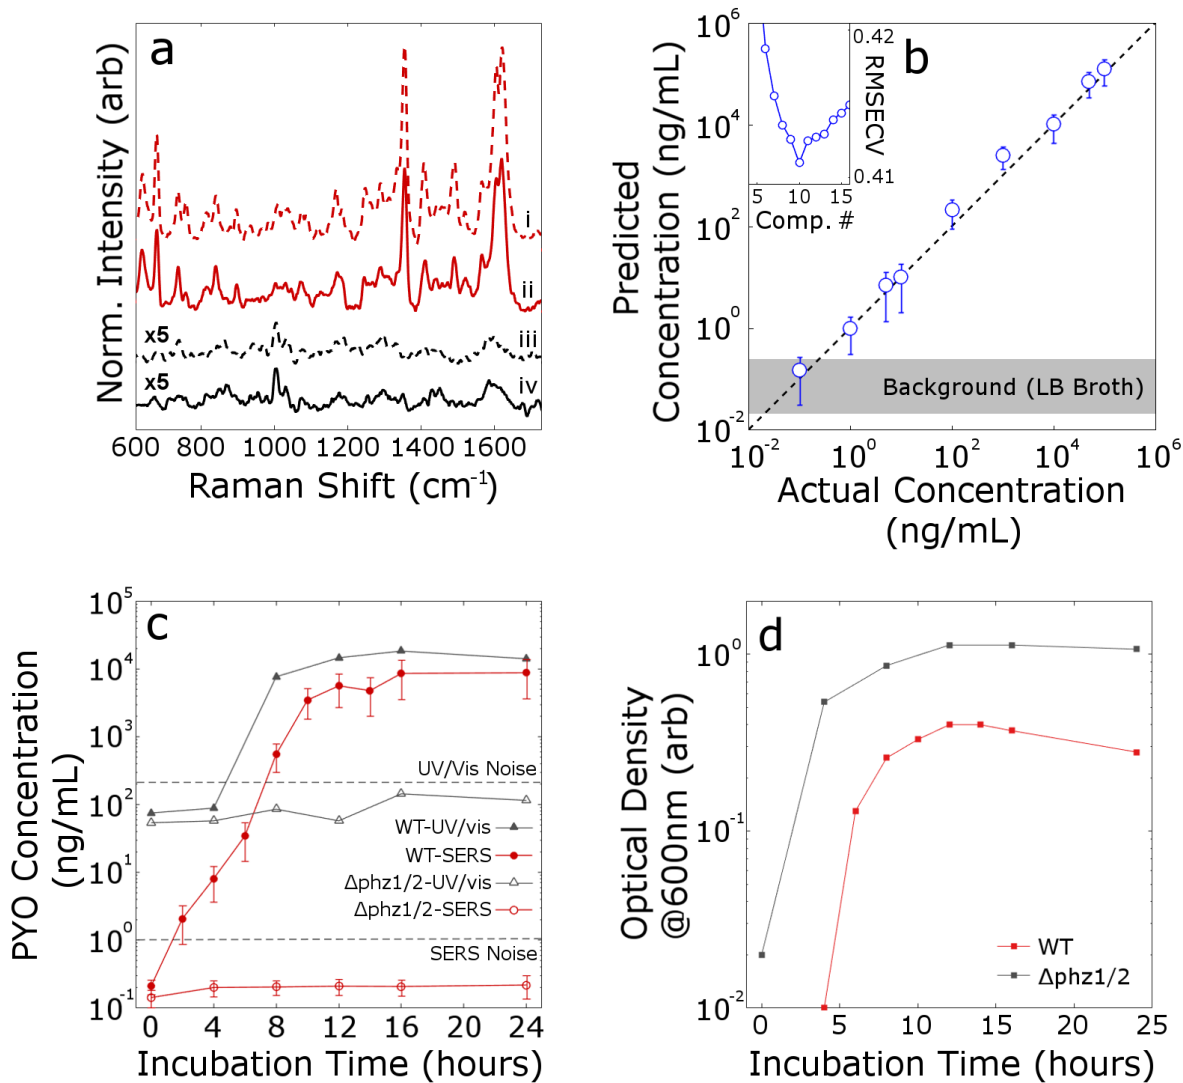 a
Norm. Intensity (arb)
i
ii
x5
iii
x5
iv
600 800 1000 1200 1400 1600
Raman Shift (cm-1)
b
Predicted
Concentration (ng/mL)
10^6
10^4
10^2
10^0
10^-2
0.42
RMSECV
0.41
5 10 15
Comp. #
Background (LB Broth)
10^-2 10^0 10^2 10^4 10^6
Actual Concentration
(ng/mL)
c
PYO Concentration
(ng/mL)
10^5
10^4
10^3
10^2
10^1
10^0
10^-1
UV/Vis Noise
WT-UV/vis
WT-SERS
Δphz1/2-UV/vis
Δphz1/2-SERS
SERS Noise
0 4 8 12 16 20 24
Incubation Time (hours)
d
Optical Density
@600nm (arb)
10^0
10^-1
10^-2
WT
Δphz1/2
0 5 10 15 20 25
Incubation Time (hours)